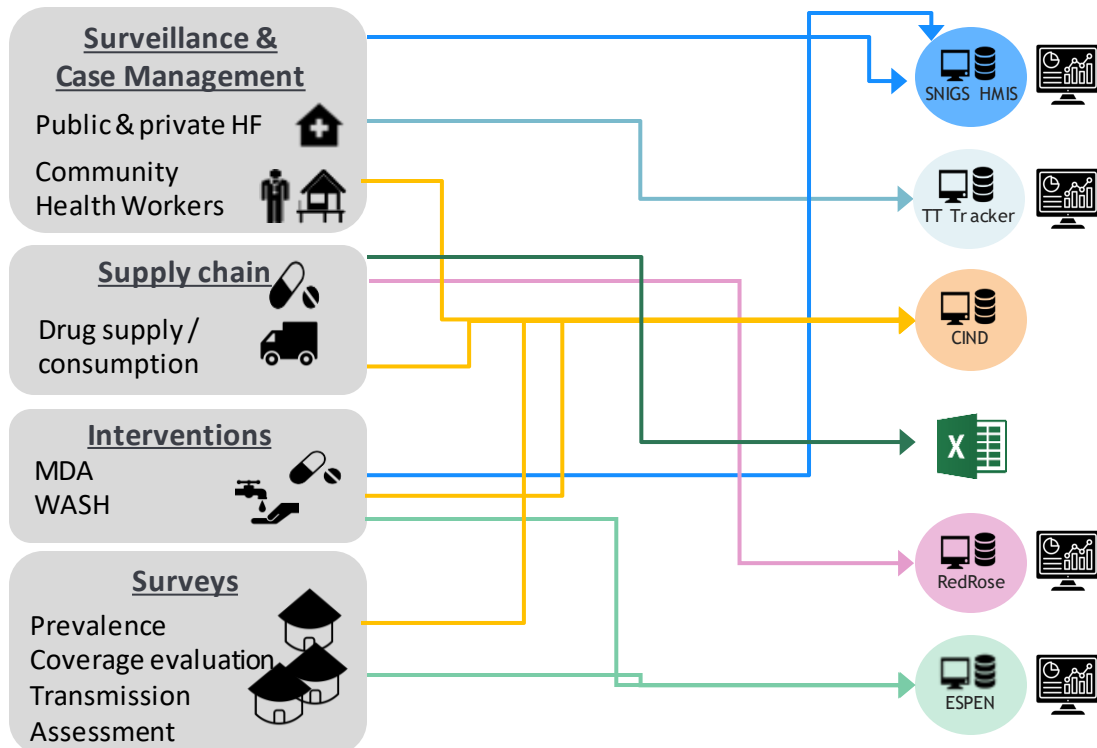 Surveillance &
Case Management
Public & private HF
Community
Health Workers
Supply chain
Drug supply /
consumption
Interventions
MDA
WASH
Surveys
Prevalence
Coverage evaluation
Transmission
Assessment
SNIGS HMIS
TT Tracker
CIND
X
RedRose
ESPEN